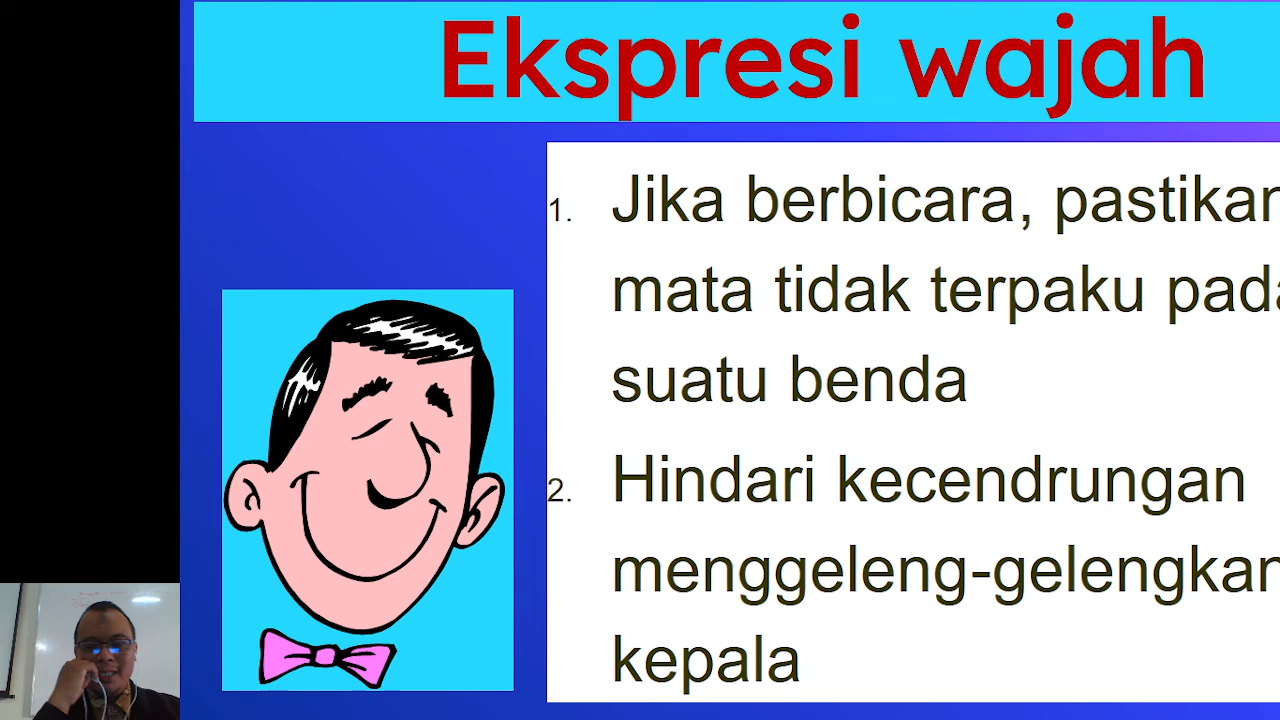 Ekspresi wajah
1. Jika berbicara, pastikan
mata tidak terpaku pada
suatu benda
2. Hindari kecendrungan
menggeleng-gelengkan
kepala